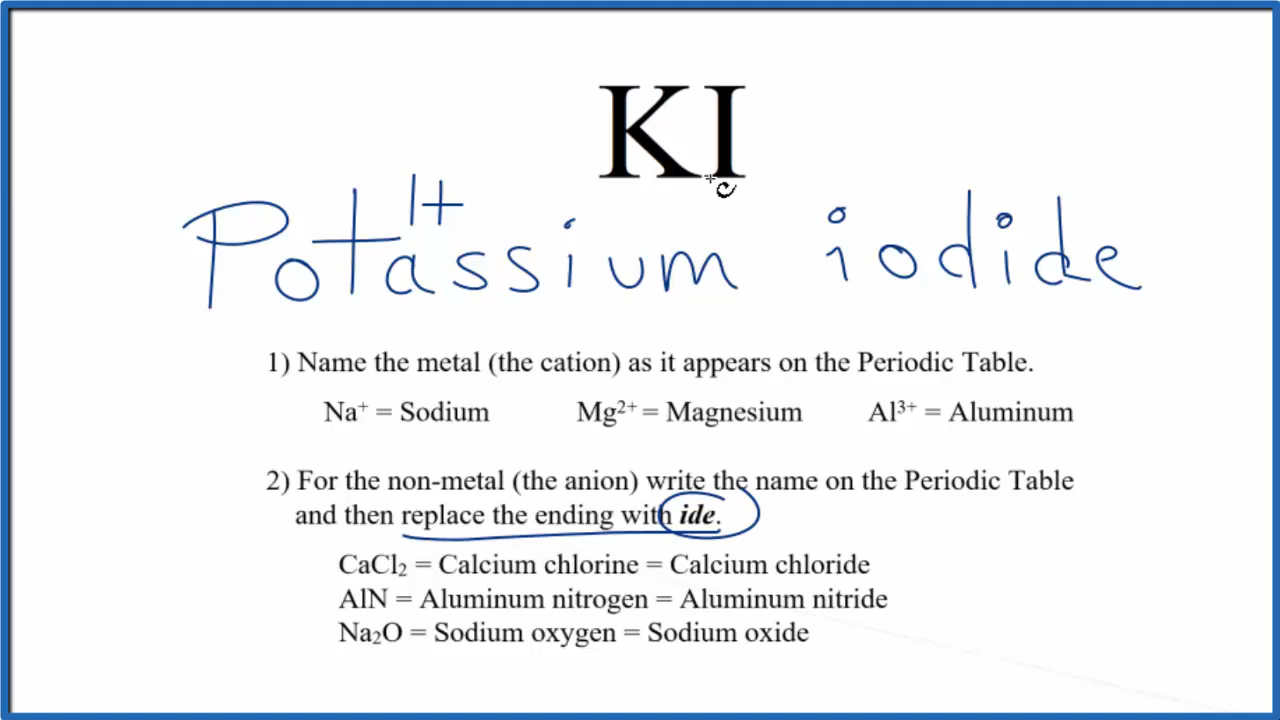 KI
1+
Potassium iodide
1) Name the metal (the cation) as it appears on the Periodic Table.
Na⁺ = Sodium Mg²⁺ = Magnesium Al³⁺ = Aluminum
2) For the non-metal (the anion) write the name on the Periodic Table
and then replace the ending with ide.
CaCl₂ = Calcium chlorine = Calcium chloride
AlN = Aluminum nitrogen = Aluminum nitride
Na₂O = Sodium oxygen = Sodium oxide